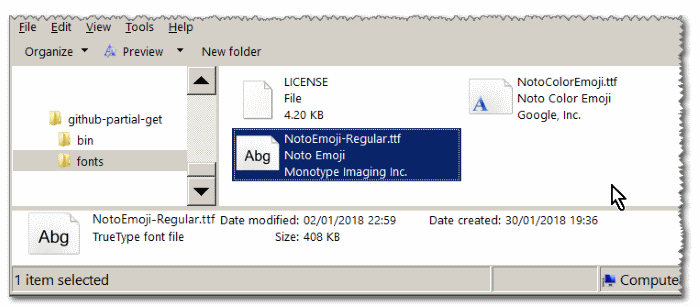 File Edit View Tools Help
Organize Preview New folder
github-partial-get
bin
fonts
LICENSE
File
4.20 KB
NotoColorEmoji.ttf
Noto Color Emoji
Google, Inc.
A
Abg
NotoEmoji-Regular.ttf
Noto Emoji
Monotype Imaging Inc.
Abg
NotoEmoji-Regular.ttf Date modified: 02/01/2018 22:59 Date created: 30/01/2018 19:36
TrueType font file Size: 408 KB
1 item selected Compute